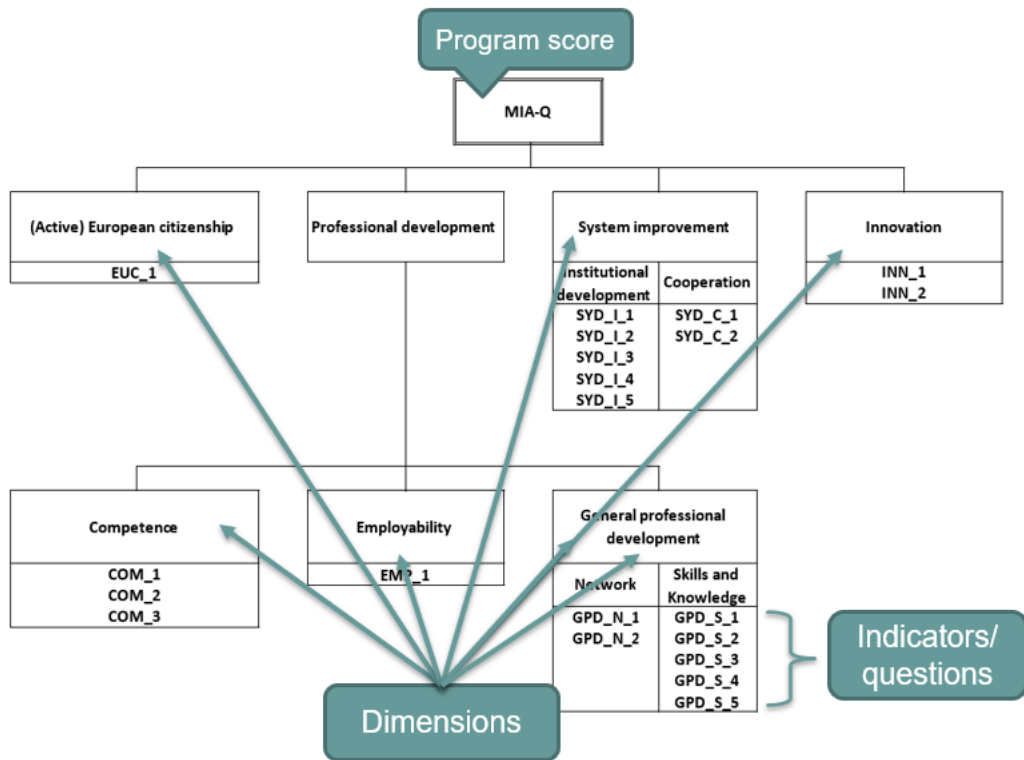 Program score
MIA-Q
(Active) European citizenship
EUC_1
Professional development
System improvement
Institutional
development
SYD_I_1
SYD_I_2
SYD_I_3
SYD_I_4
SYD_I_5
Cooperation
SYD_C_1
SYD_C_2
Innovation
INN_1
INN_2
Competence
COM_1
COM_2
COM_3
Employability
EMP_1
General professional
development
Network
GPD_N_1
GPD_N_2
Skills and
Knowledge
GPD_S_1
GPD_S_2
GPD_S_3
GPD_S_4
GPD_S_5
Indicators/
questions
Dimensions